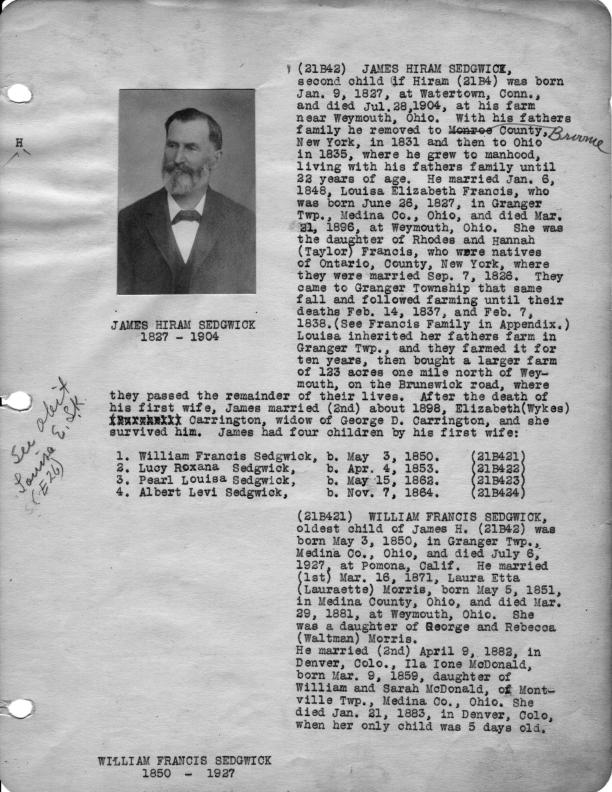 (21B42) JAMES HIRAM SEDGWICK,
second child if Hiram (21B4) was born
Jan. 9, 1827, at Watertown, Conn.,
and died Jul.28,1904, at his farm
near Weymouth, Ohio. With his fathers
family he removed to Monroe County, Broome
New York, in 1831 and then to Ohio
in 1835, where he grew to manhood,
living with his fathers family until
22 years of age. He married Jan. 6,
1848, Louisa Elizabeth Francis, who
was born June 26, 1827, in Granger
Twp., Medina Co., Ohio, and died Mar.
21, 1896, at Weymouth, Ohio. She was
the daughter of Rhodes and Hannah
(Taylor) Francis, who were natives
of Ontario, County, New York, where
they were married Sep. 7, 1826. They
came to Granger Township that same
fall and followed farming until their
deaths Feb. 14, 1837, and Feb. 7,
1838.(See Francis Family in Appendix.)
Louisa inherited her fathers farm in
Granger Twp., and they farmed it for
ten years, then bought a larger farm
of 123 acres one mile north of Wey-
mouth, on the Brunswick road, where
they passed the remainder of their lives. After the death of
his first wife, James married (2nd) about 1898, Elizabeth(Wykes)
Carrington, widow of George D. Carrington, and she
survived him. James had four children by his first wife:
H
JAMES HIRAM SEDGWICK
1827 - 1904
See
Louisa E. Sk.
1. William Francis Sedgwick, b. May 3, 1850. (21B421)
2. Lucy Roxana Sedgwick, b. Apr. 4, 1853. (21B422)
3. Pearl Louisa Sedgwick, b. May 15, 1862. (21B423)
4. Albert Levi Sedgwick, b. Nov. 7, 1864. (21B424)
(21B421) WILLIAM FRANCIS SEDGWICK,
oldest child of James H. (21B42) was
born May 3, 1850, in Granger Twp.,
Medina Co., Ohio, and died July 6,
1927, at Pomona, Calif. He married
(1st) Mar. 16, 1871, Laura Etta
(Lauraette) Morris, born May 5, 1851,
in Medina County, Ohio, and died Mar.
29, 1881, at Weymouth, Ohio. She
was a daughter of George and Rebecca
(Waltman) Morris.
He married (2nd) April 9, 1882, in
Denver, Colo., Ila Ione McDonald,
born Mar. 9, 1859, daughter of
William and Sarah McDonald, of Mont-
ville Twp., Medina Co., Ohio. She
died Jan. 21, 1883, in Denver, Colo,
when her only child was 5 days old.
WILLIAM FRANCIS SEDGWICK
1850 - 1927